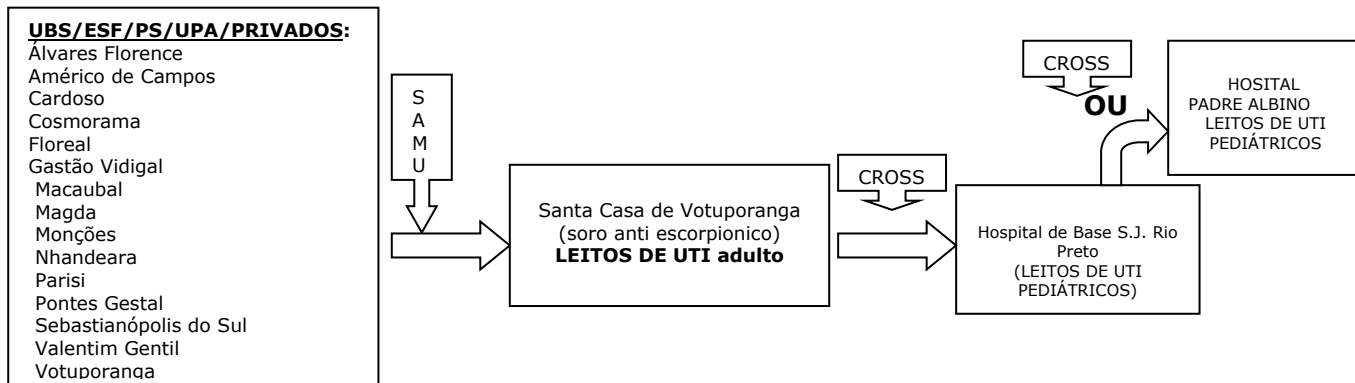 UBS/ESF/PS/UPA/PRIVADOS:
Álvares Florence
Américo de Campos
Cardoso
Cosmorama
Floreal
Gastão Vidigal
Macaubal
Magda
Monções
Nhandeara
Parisi
Pontes Gestal
Sebastianópolis do Sul
Valentim Gentil
Votuporanga
S
A
M
U
Santa Casa de Votuporanga
(soro anti escorpionico)
LEITOS DE UTI adulto
CROSS
Hospital de Base S.J. Rio
Preto
(LEITOS DE UTI
PEDIÁTRICOS)
CROSS
OU
HOSITAL
PADRE ALBINO
LEITOS DE UTI
PEDIÁTRICOS